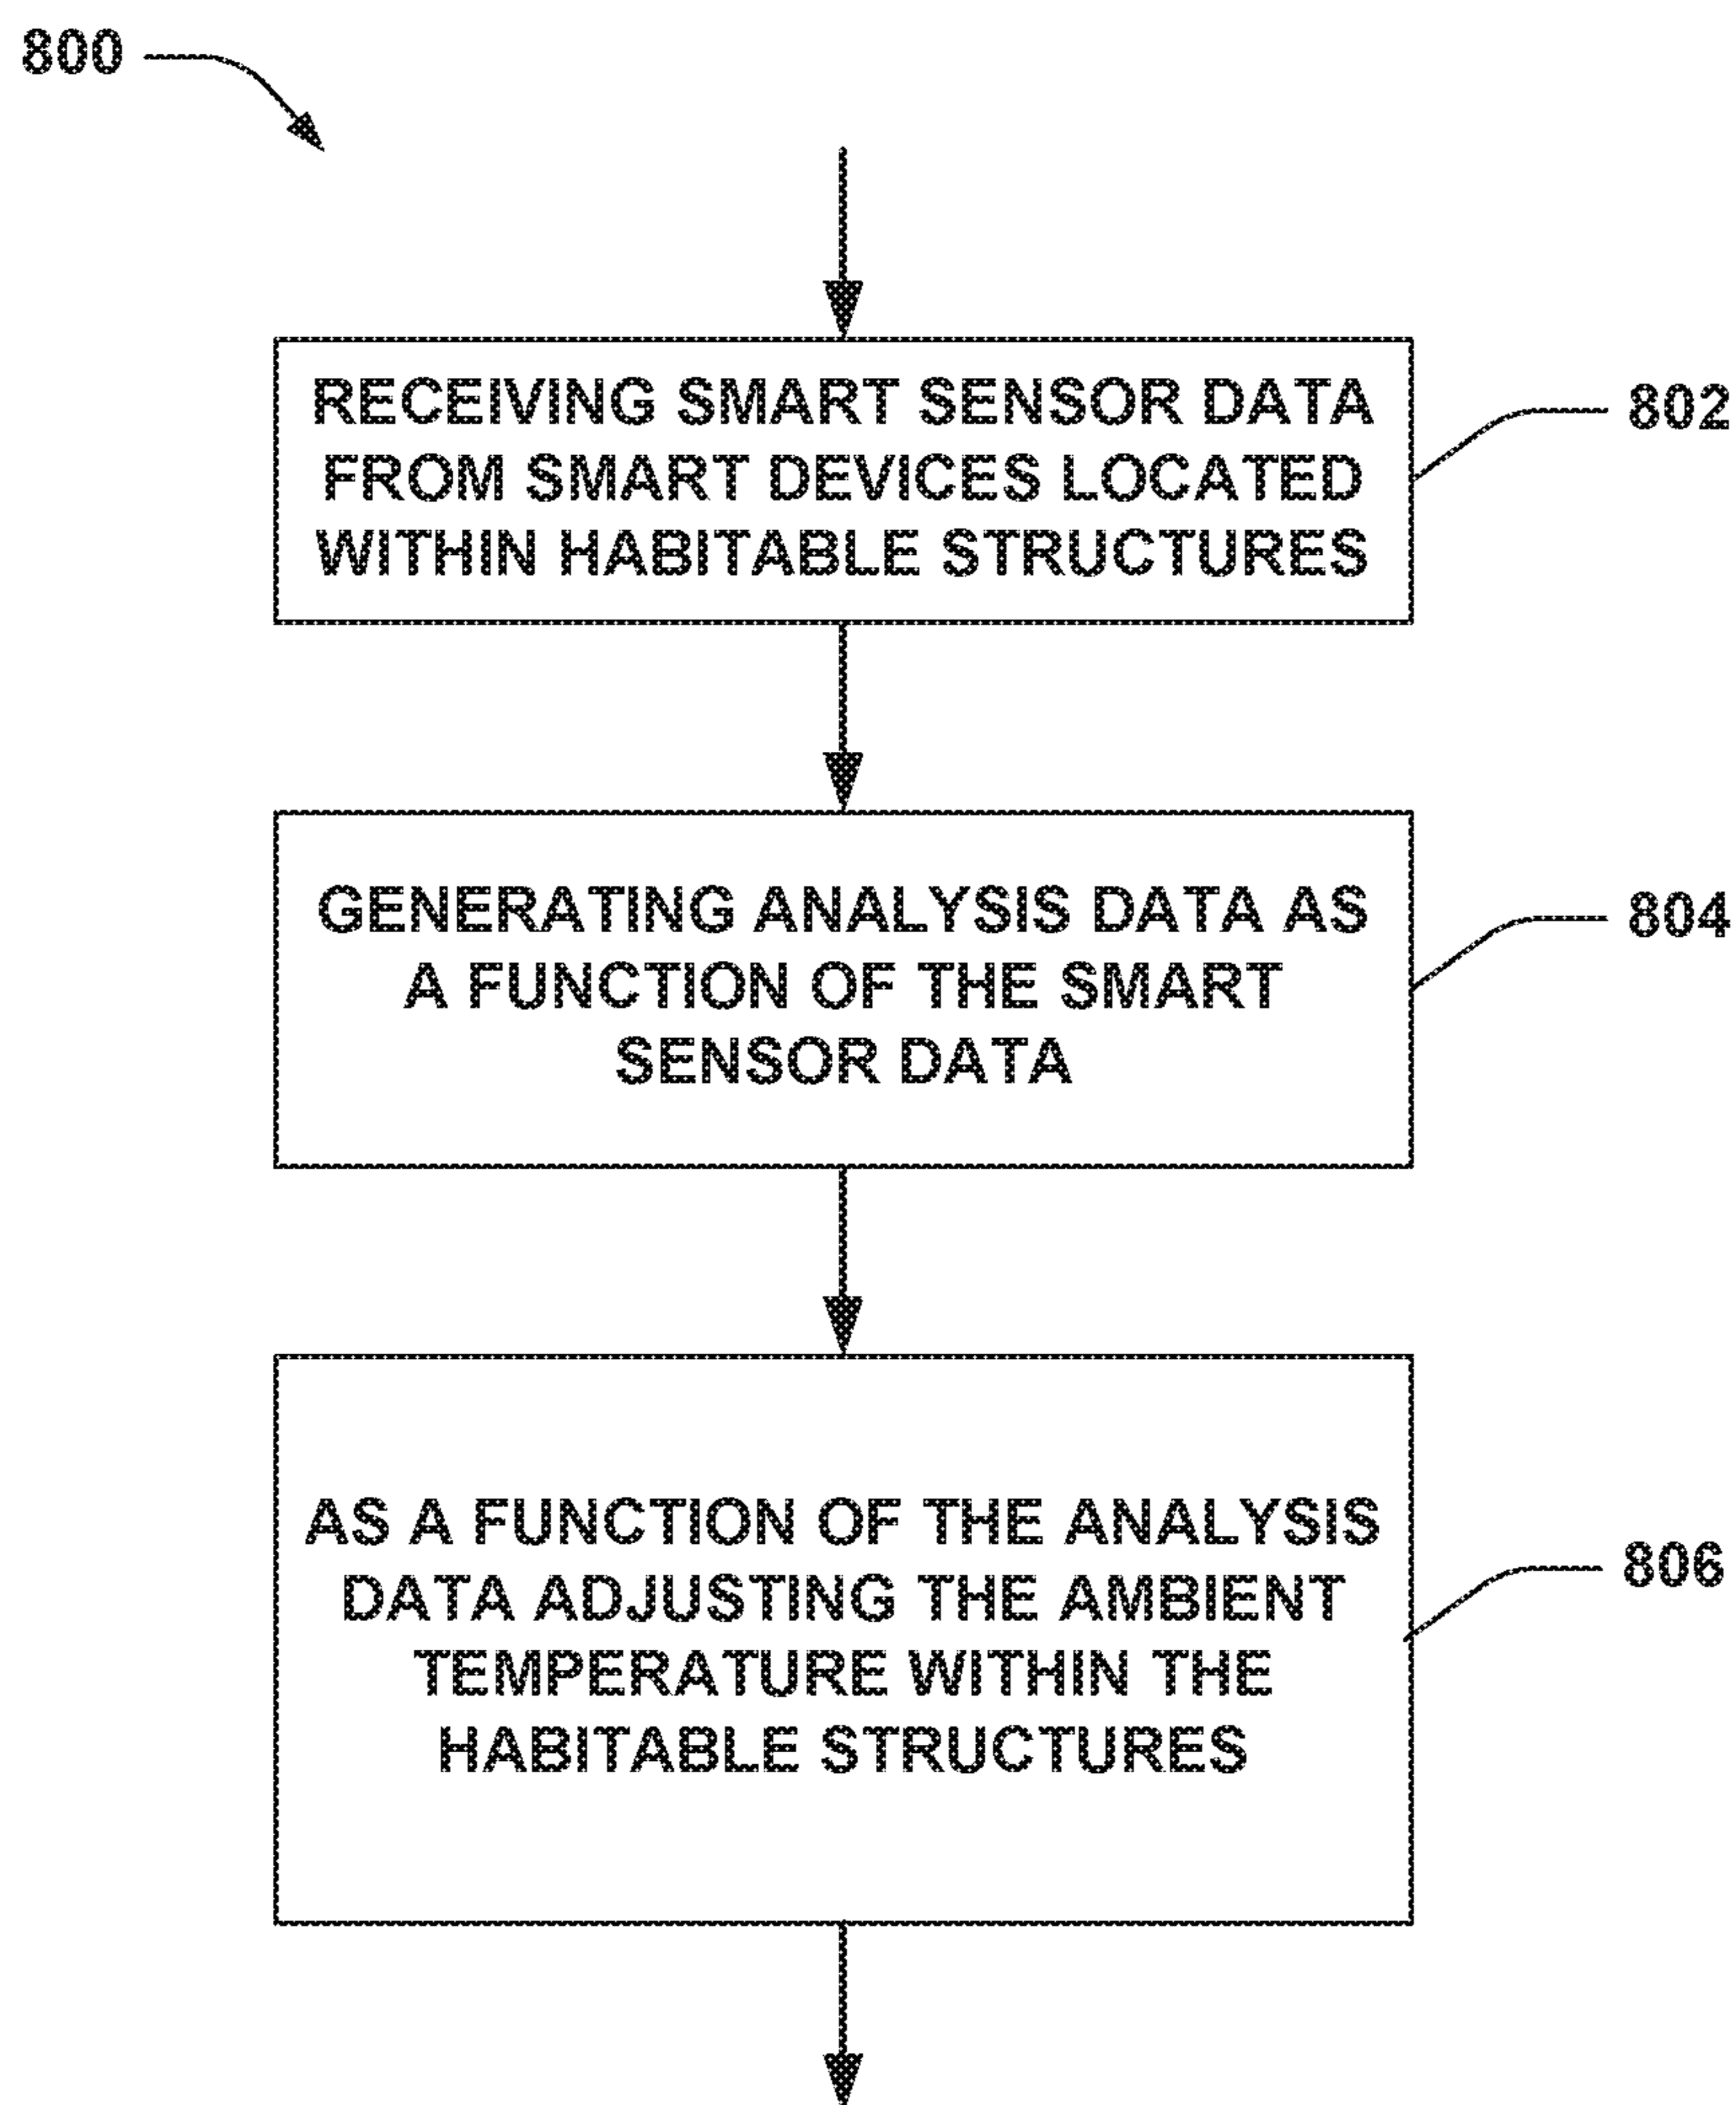 800
RECEIVING SMART SENSOR DATA
FROM SMART DEVICES LOCATED
WITHIN HABITABLE STRUCTURES
802
GENERATING ANALYSIS DATA AS
A FUNCTION OF THE SMART
SENSOR DATA
804
AS A FUNCTION OF THE ANALYSIS
DATA ADJUSTING THE AMBIENT
TEMPERATURE WITHIN THE
HABITABLE STRUCTURES
806